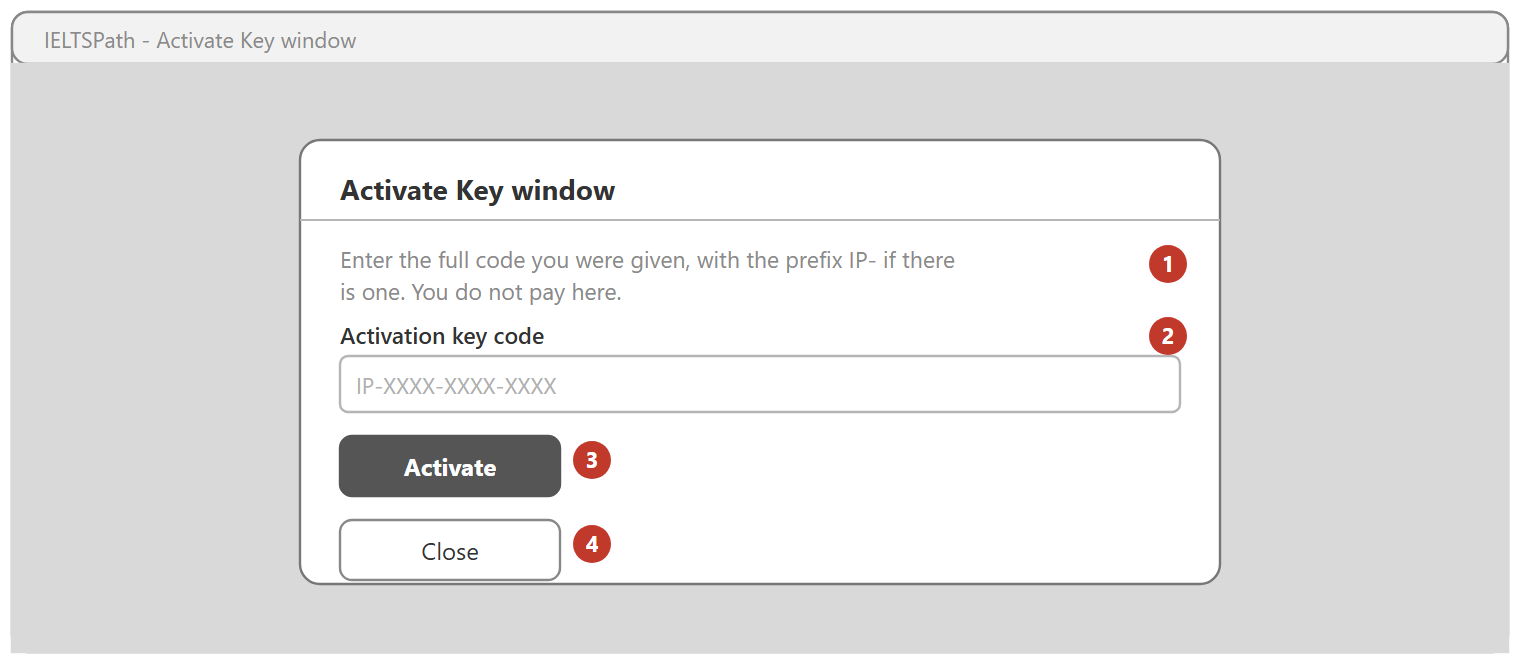 IELTSPath - Activate Key window
Activate Key window
Enter the full code you were given, with the prefix IP- if there
1
is one. You do not pay here.
Activation key code
2
IP-XXXX-XXXX-XXXX
Activate
3
Close
4